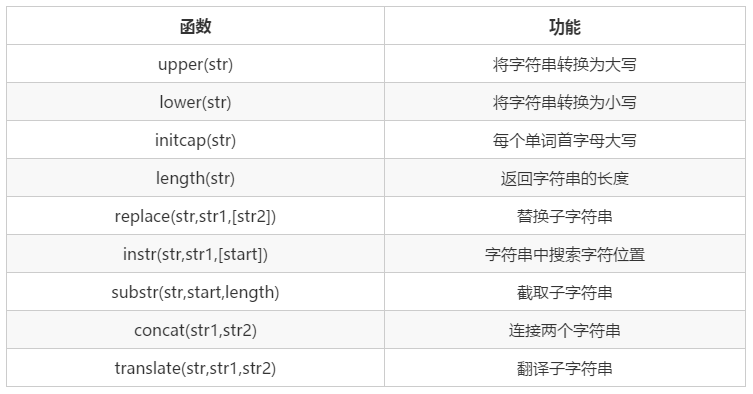 函数 功能
upper(str) 将字符串转换为大写
lower(str) 将字符串转换为小写
initcap(str) 每个单词首字母大写
length(str) 返回字符串的长度
replace(str,str1,[str2]) 替换子字符串
instr(str,str1,[start]) 字符串中搜索字符位置
substr(str,start,length) 截取子字符串
concat(str1,str2) 连接两个字符串
translate(str,str1,str2) 翻译子字符串